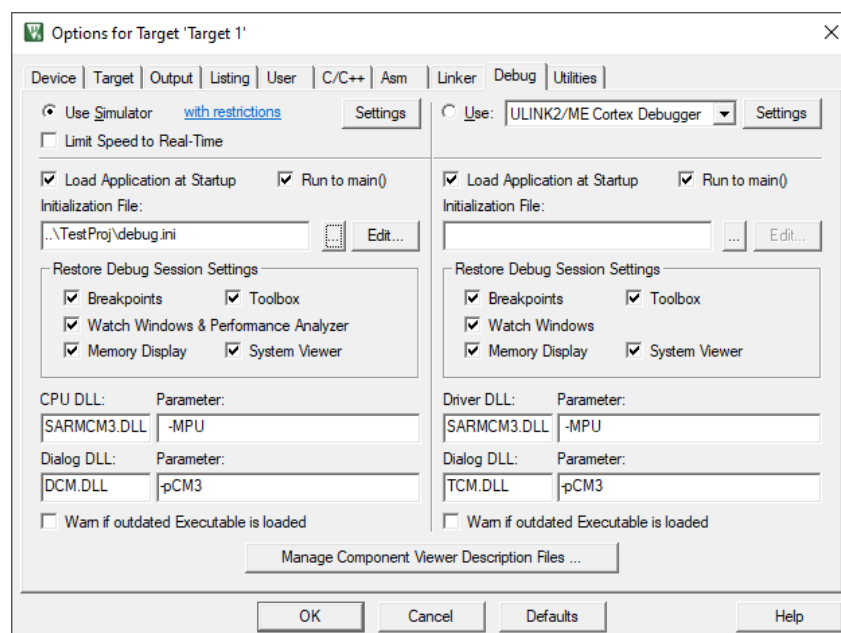 Options for Target 'Target 1'
Device Target Output Listing User C/C++ Asm Linker Debug Utilities
Use Simulator with restrictions Settings Use: ULINK2/ME Cortex Debugger Settings
Limit Speed to Real-Time
Load Application at Startup Run to main() Load Application at Startup Run to main()
Initialization File: Initialization File:
..\TestProj\debug.ini ... Edit... ... Edit...
Restore Debug Session Settings Restore Debug Session Settings
Breakpoints Toolbox Breakpoints Toolbox
Watch Windows & Performance Analyzer Watch Windows
Memory Display System Viewer Memory Display System Viewer
CPU DLL: Parameter: Driver DLL: Parameter:
SARMCM3.DLL -MPU SARMCM3.DLL -MPU
Dialog DLL: Parameter: Dialog DLL: Parameter:
DCM.DLL -pCM3 TCM.DLL -pCM3
Warn if outdated Executable is loaded Warn if outdated Executable is loaded
Manage Component Viewer Description Files ...
OK Cancel Defaults Help